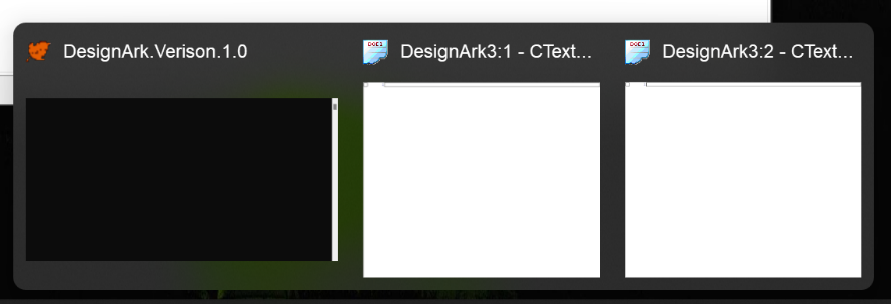 DesignArk.Verison.1.0
DesignArk3:1 - CText...
DesignArk3:2 - CText...